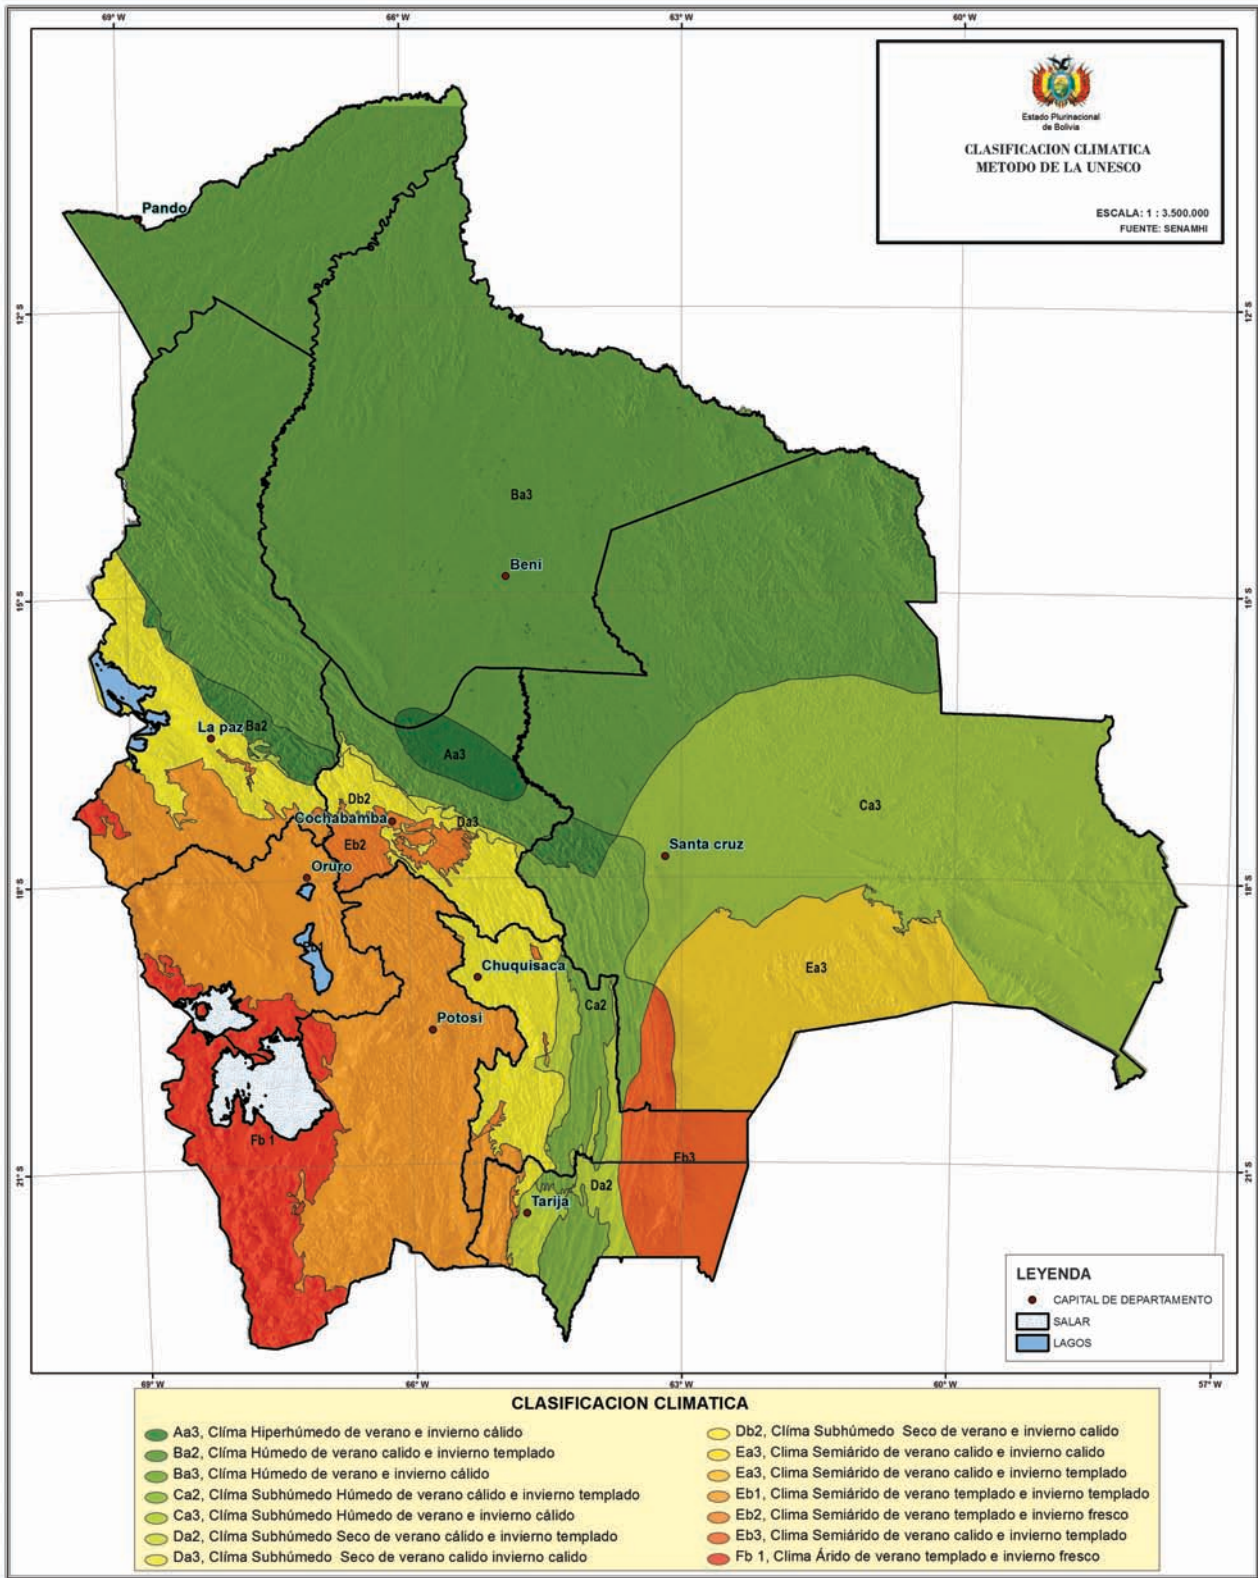 69° W
66° W
63° W
60° W
Estado Plurinacional
de Bolivia
CLASIFICACION CLIMATICA
METODO DE LA UNESCO
ESCALA: 1 : 3.500.000
FUENTE: SENAMHI
Pando
12° S
12° S
Ba3
Beni
15° S
15° S
La paz
Ba2
Aa3
Db2
Ca3
Cochabamba
Da3
Eb2
Santa cruz
Oruro
18° S
18° S
Chuquisaca
Ea3
Ca2
Potosi
Fb 1
Eb3
21° S
21° S
Da2
Tarija
LEYENDA
CAPITAL DE DEPARTAMENTO
SALAR
LAGOS
69° W
66° W
63° W
60° W
57° W
CLASIFICACION CLIMATICA
Aa3, Clíma Hiperhúmedo de verano e invierno cálido
Ba2, Clíma Húmedo de verano calido e invierno templado
Ba3, Clíma Húmedo de verano e invierno cálido
Ca2, Clíma Subhúmedo Húmedo de verano cálido e invierno templado
Ca3, Clíma Subhúmedo Húmedo de verano e invierno cálido
Da2, Clíma Subhúmedo Seco de verano cálido e invierno templado
Da3, Clíma Subhúmedo Seco de verano calido invierno calido
Db2, Clíma Subhúmedo Seco de verano e invierno calido
Ea3, Clima Semiárido de verano calido e invierno calido
Ea3, Clima Semiárido de verano calido e invierno templado
Eb1, Clima Semiárido de verano templado e invierno templado
Eb2, Clima Semiárido de verano templado e invierno fresco
Eb3, Clima Semiárido de verano calido e invierno templado
Fb 1, Clima Árido de verano templado e invierno fresco